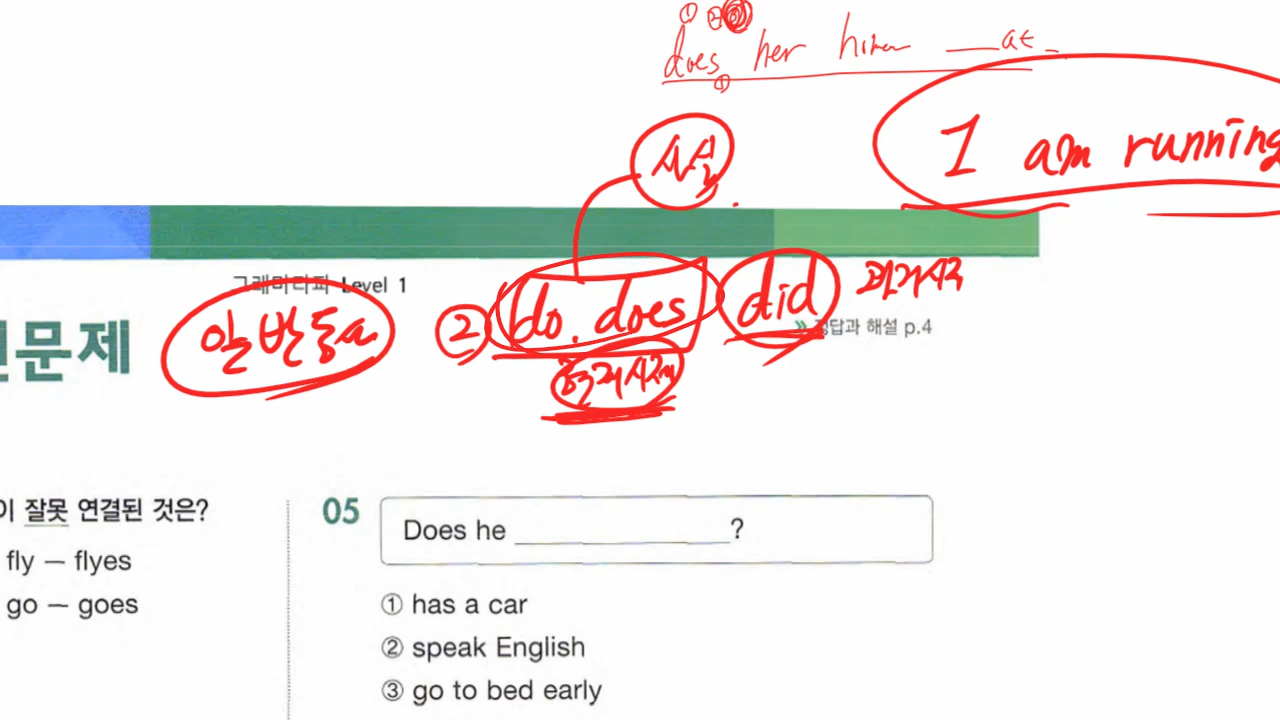 does her him __at
사실
I am running
그래머타파 Level 1
일반동사
② do. does did 과거시제
정답과 해설 p.4
현재시제
문제
이 잘못 연결된 것은?
fly — flyes
go — goes
05 Does he ____________?
① has a car
② speak English
③ go to bed early